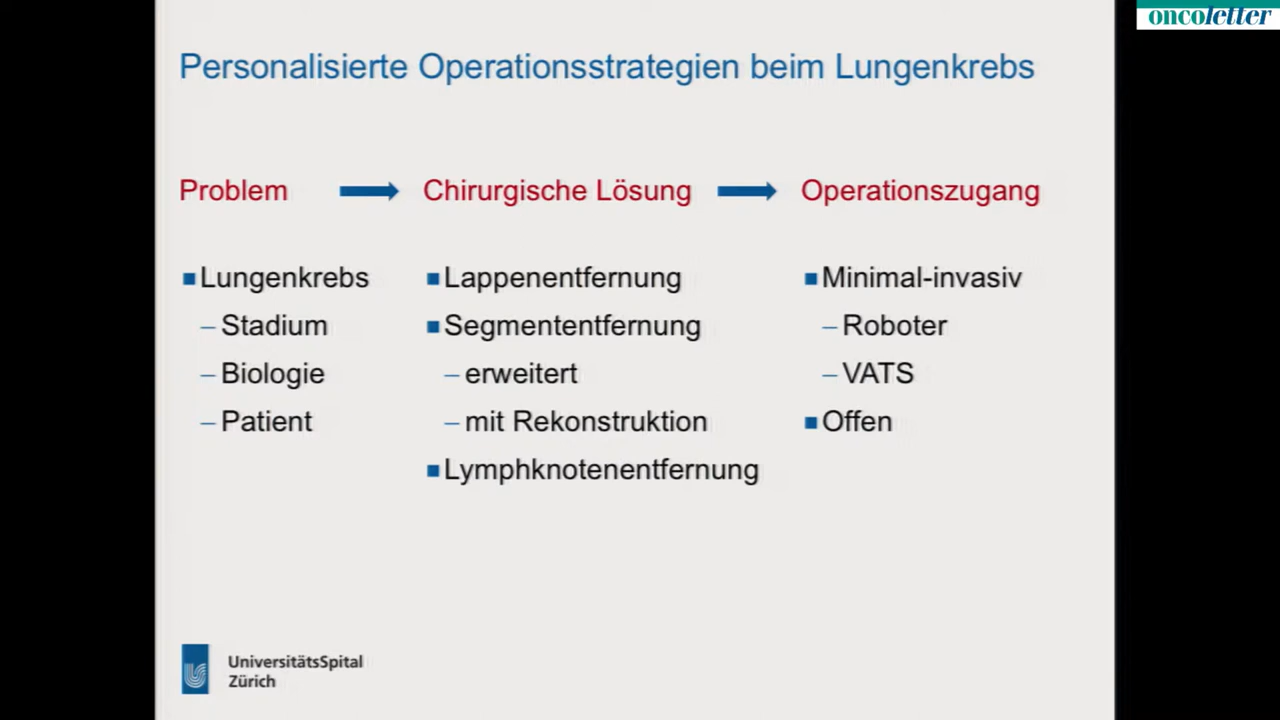 oncoletter
Personalisierte Operationsstrategien beim Lungenkrebs
Problem
Lungenkrebs
– Stadium
– Biologie
– Patient
Chirurgische Lösung
Lappenentfernung
Segmententfernung
– erweitert
– mit Rekonstruktion
Lymphknotenentfernung
Operationszugang
Minimal-invasiv
– Roboter
– VATS
Offen
UniversitätsSpital
Zürich